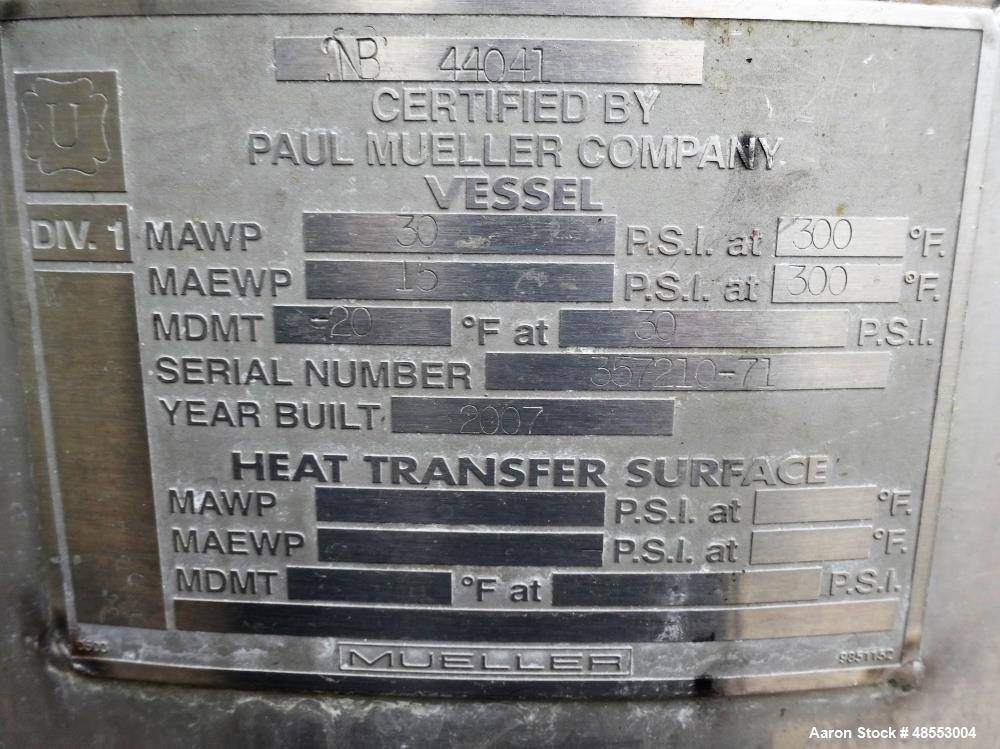 NB 44041
CERTIFIED BY
PAUL MUELLER COMPANY
VESSEL
U
DIV. 1
MAWP 30 P.S.I. at 300 °F.
MAEWP 15 P.S.I. at 300 °F.
MDMT -20 °F at 30 P.S.I.
SERIAL NUMBER 357210-71
YEAR BUILT 2007
HEAT TRANSFER SURFACE
MAWP P.S.I. at °F.
MAEWP P.S.I. at °F.
MDMT °F at P.S.I.
MUELLER
9851152
Aaron Stock # 48553004